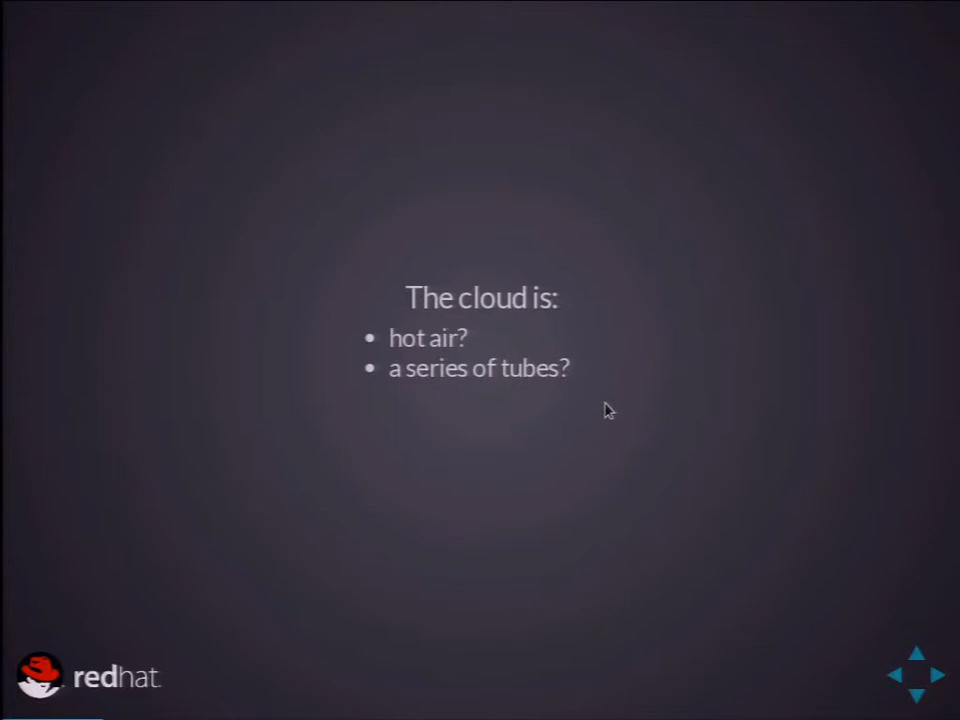 The cloud is:
• hot air?
• a series of tubes?
redhat.